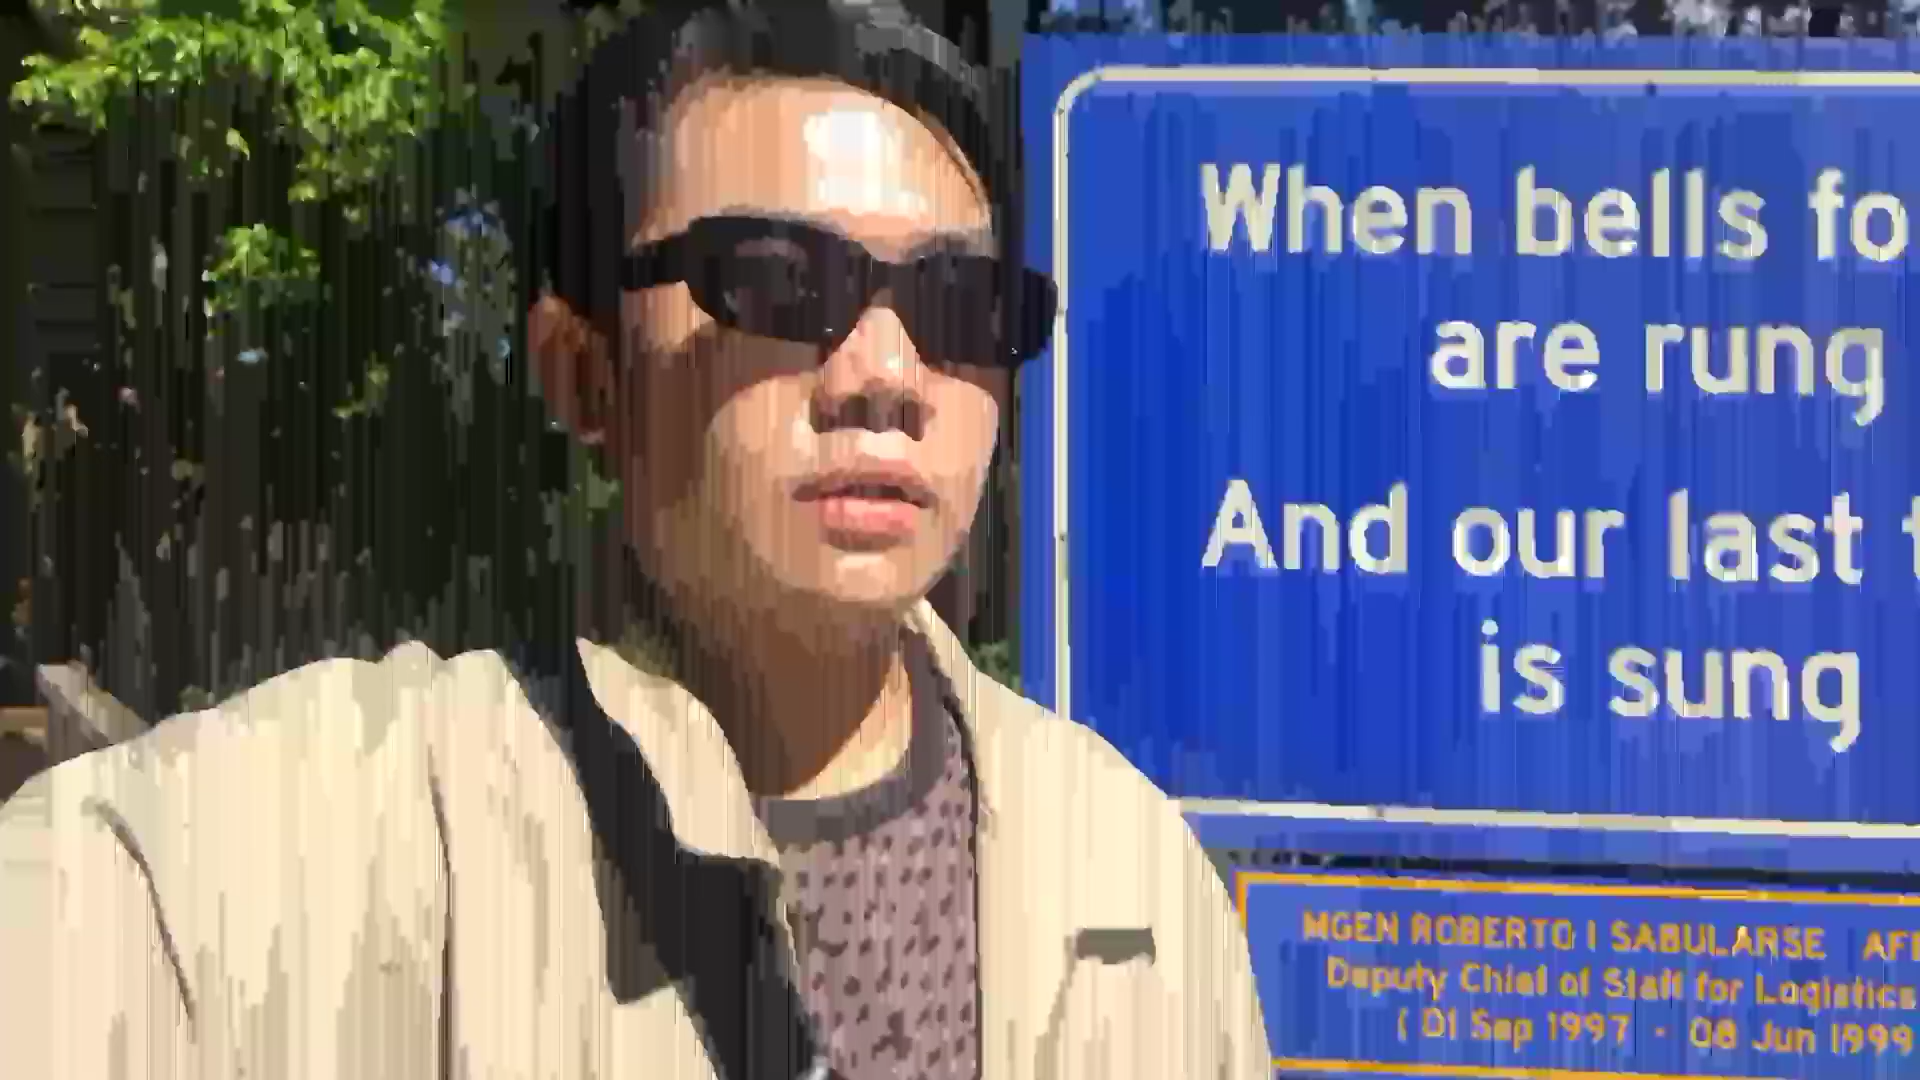 When bells fo
are rung
And our last t
is sung
MGEN ROBERTO I SABULARSE AFP
Deputy Chief of Staff for Logistics
( 01 Sep 1997 - 08 Jun 1999